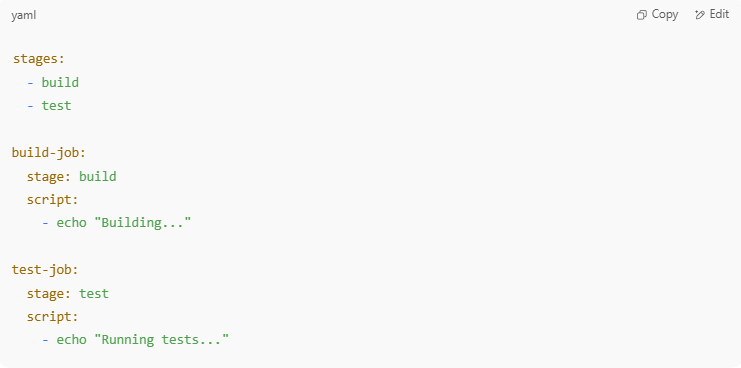 yaml
Copy
Edit
stages:
  - build
  - test
build-job:
  stage: build
  script:
    - echo "Building..."
test-job:
  stage: test
  script:
    - echo "Running tests..."